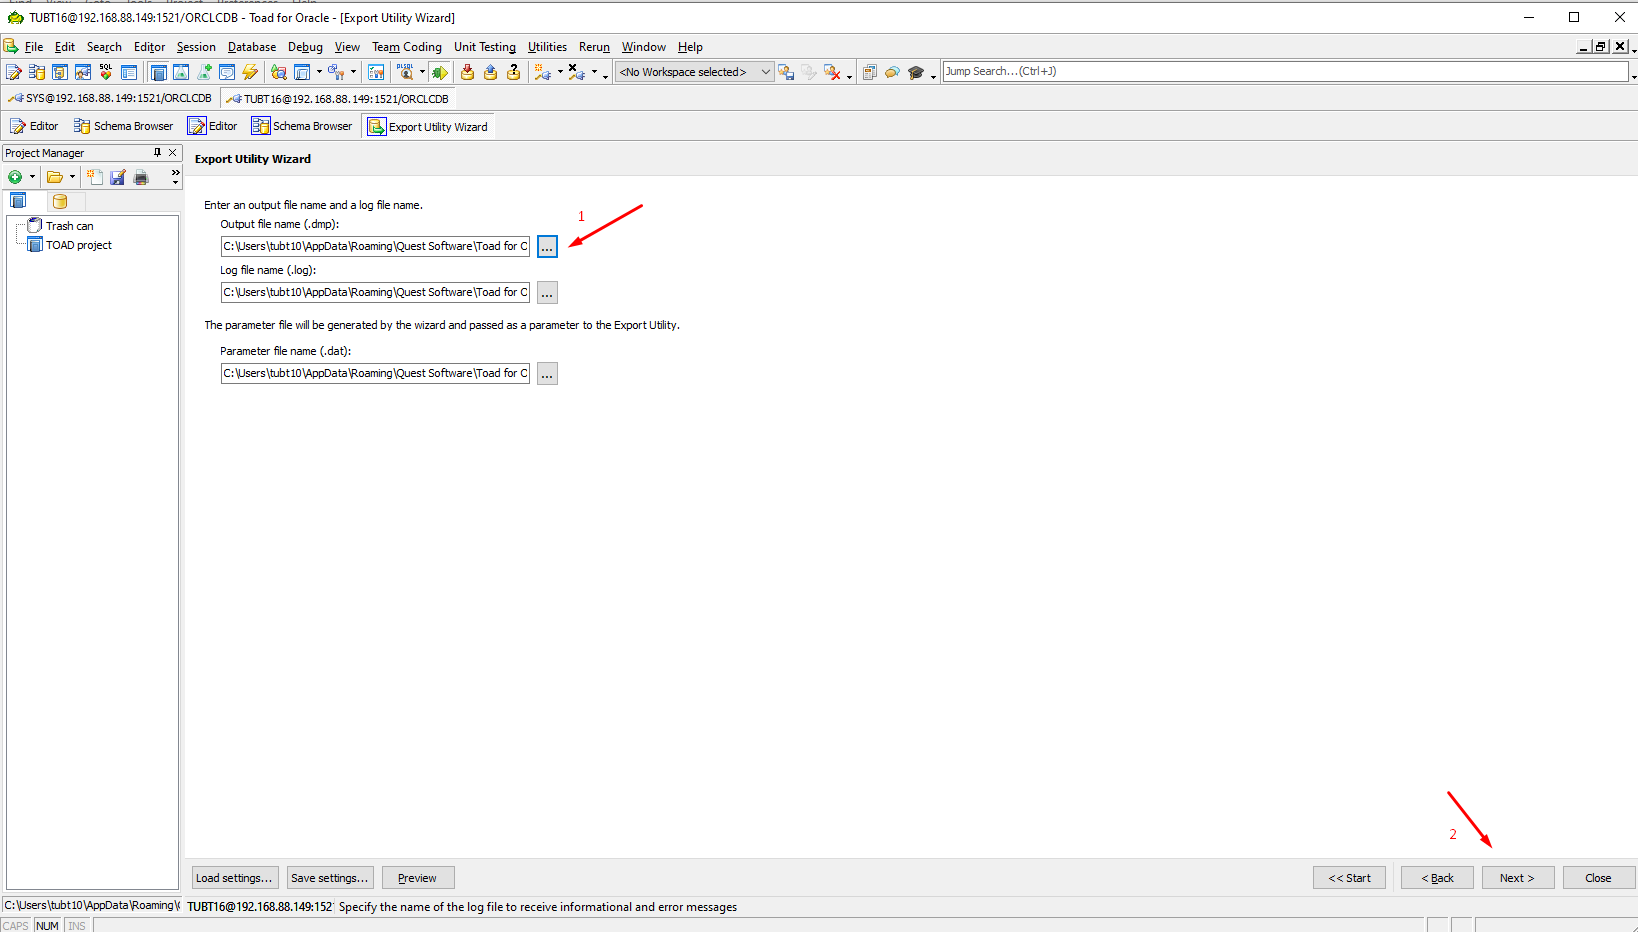 TUBT16@192.168.88.149:1521/ORCLCDB - Toad for Oracle - [Export Utility Wizard]
File Edit Search Editor Session Database Debug View Team Coding Unit Testing Utilities Rerun Window Help
SQL
PLSQL
<No Workspace selected>
Jump Search...(Ctrl+J)
SYS@192.168.88.149:1521/ORCLCDB TUBT16@192.168.88.149:1521/ORCLCDB
Editor Schema Browser Editor Schema Browser Export Utility Wizard
Project Manager
Trash can
TOAD project
Export Utility Wizard
Enter an output file name and a log file name.
Output file name (.dmp):
1
C:\Users\tubt10\AppData\Roaming\Quest Software\Toad for O ...
Log file name (.log):
C:\Users\tubt10\AppData\Roaming\Quest Software\Toad for O ...
The parameter file will be generated by the wizard and passed as a parameter to the Export Utility.
Parameter file name (.dat):
C:\Users\tubt10\AppData\Roaming\Quest Software\Toad for O ...
2
Load settings... Save settings... Preview << Start < Back Next > Close
C:\Users\tubt10\AppData\Roaming\ TUBT16@192.168.88.149:152 Specify the name of the log file to receive informational and error messages
CAPS NUM INS